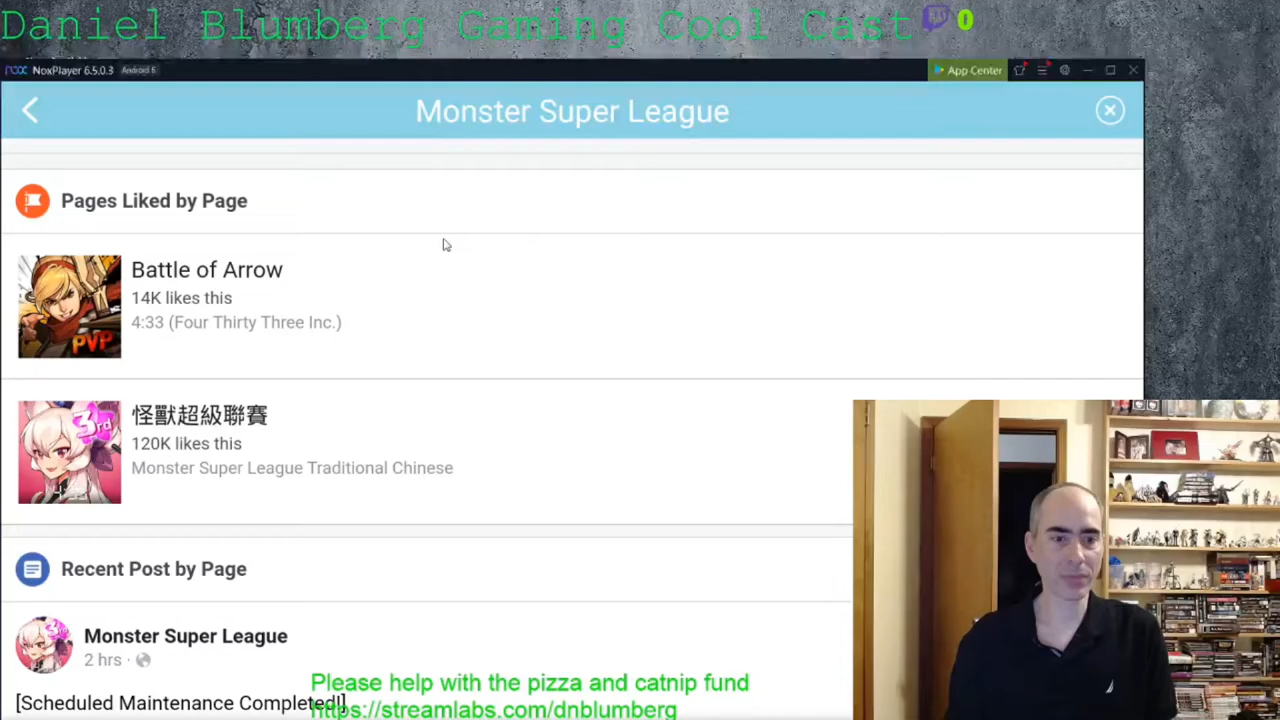 Daniel Blumberg Gaming Cool Cast 0
NoxPlayer 6.5.0.3 Android 5
App Center
Monster Super League
Pages Liked by Page
Battle of Arrow
14K likes this
4:33 (Four Thirty Three Inc.)
PVP
怪獸超級聯賽
3rd
120K likes this
Monster Super League Traditional Chinese
Recent Post by Page
Monster Super League
2 hrs ·
Please help with the pizza and catnip fund
[Scheduled Maintenance Completed!]
https://streamlabs.com/dnblumberg